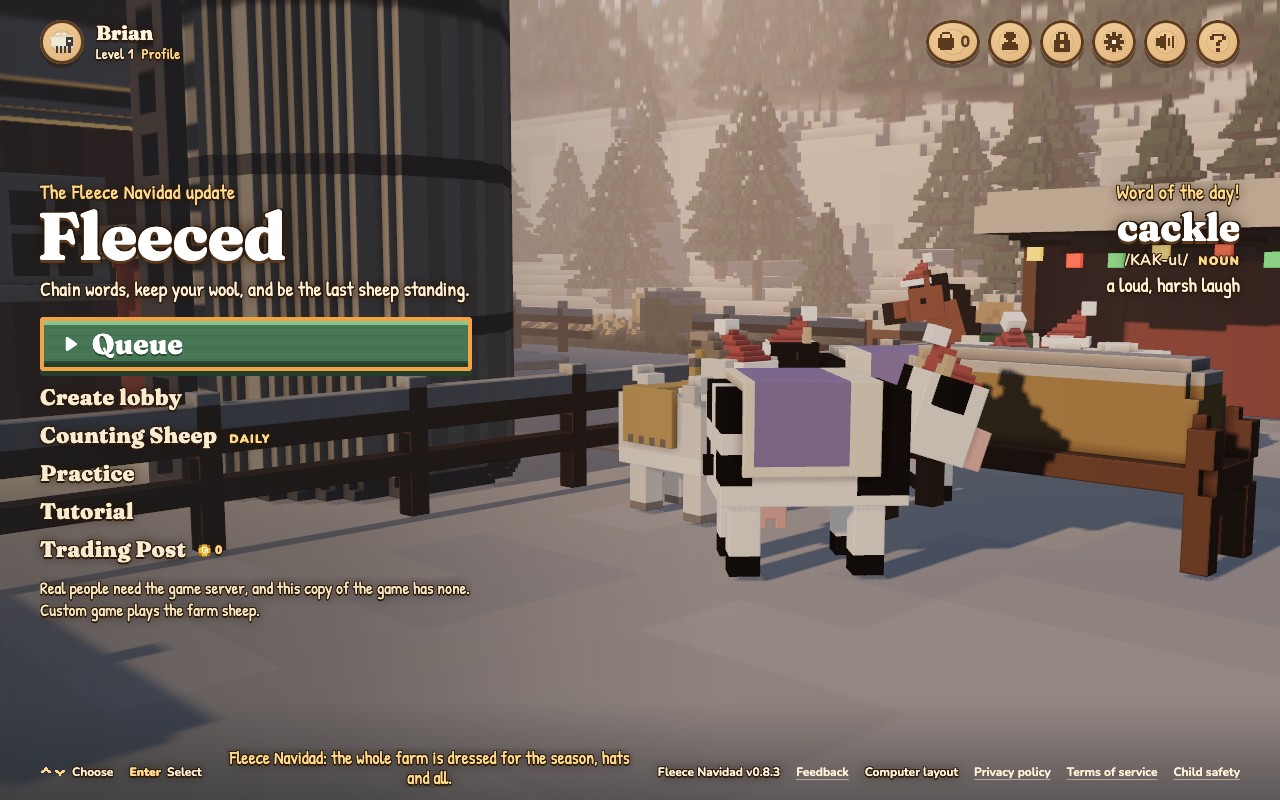 Brian
Level 1 Profile
0
The Fleece Navidad update
Fleeced
Chain words, keep your wool, and be the last sheep standing.
Queue
Create lobby
Counting Sheep DAILY
Practice
Tutorial
Trading Post 0
Real people need the game server, and this copy of the game has none.
Custom game plays the farm sheep.
Word of the day!
cackle
/KAK-ul/ NOUN
a loud, harsh laugh
Choose Enter Select
Fleece Navidad: the whole farm is dressed for the season, hats
and all.
Fleece Navidad v0.8.3 Feedback Computer layout Privacy policy Terms of service Child safety